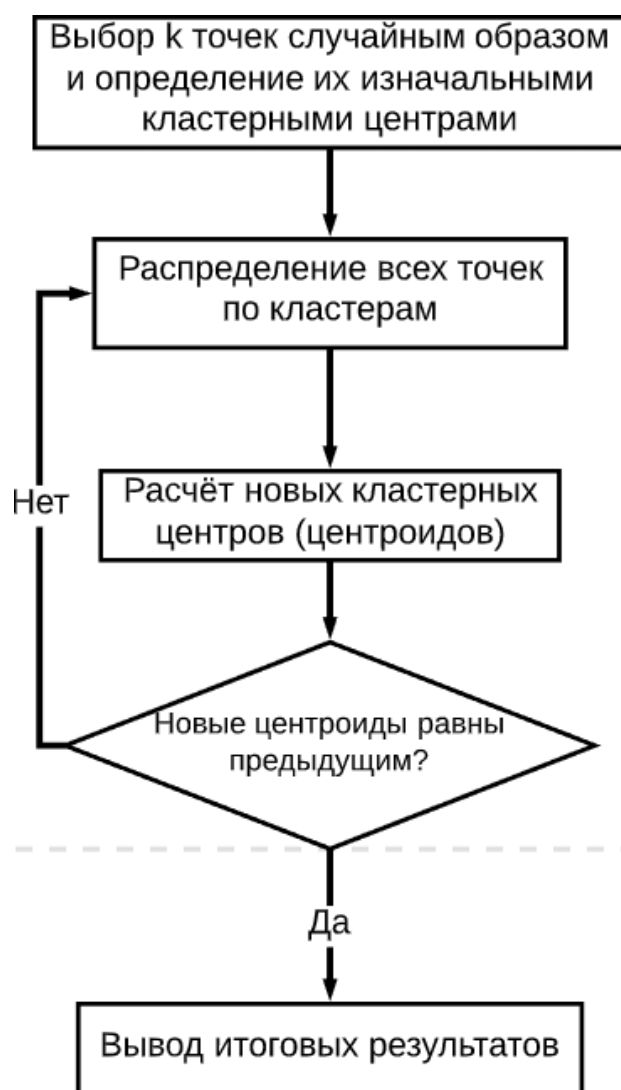 Выбор k точек случайным образом
и определение их изначальными
кластерными центрами
Распределение всех точек
по кластерам
Расчёт новых кластерных
центров (центроидов)
Нет
Новые центроиды равны
предыдущим?
Да
Вывод итоговых результатов